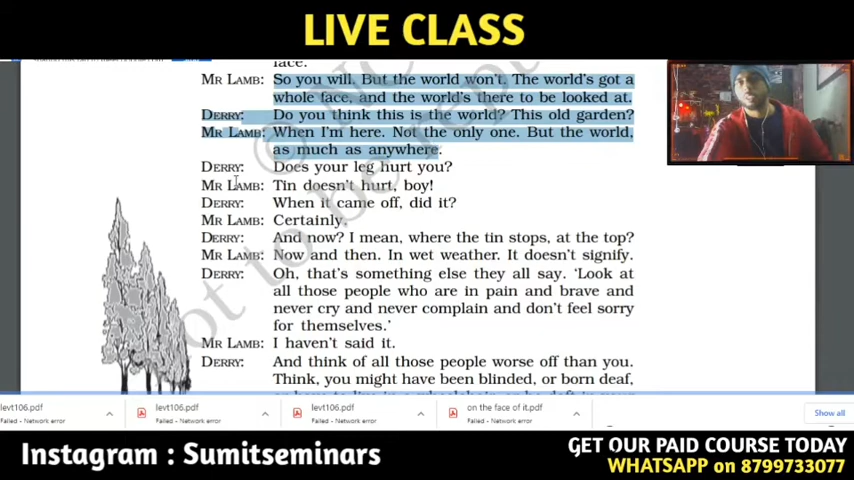 LIVE CLASS
face.
MR LAMB: So you will. But the world won't. The world's got a
whole face, and the world's there to be looked at.
DERRY: Do you think this is the world? This old garden?
MR LAMB: When I'm here. Not the only one. But the world,
as much as anywhere.
DERRY: Does your leg hurt you?
MR LAMB: Tin doesn't hurt, boy!
DERRY: When it came off, did it?
MR LAMB: Certainly.
DERRY: And now? I mean, where the tin stops, at the top?
MR LAMB: Now and then. In wet weather. It doesn't signify.
DERRY: Oh, that's something else they all say. 'Look at
all those people who are in pain and brave and
never cry and never complain and don't feel sorry
for themselves.'
MR LAMB: I haven't said it.
DERRY: And think of all those people worse off than you.
Think, you might have been blinded, or born deaf,
not to be
levt106.pdf
Failed - Network error
levt106.pdf
Failed - Network error
levt106.pdf
Failed - Network error
on the face of it.pdf
Failed - Network error
Show all
Instagram : Sumitseminars
GET OUR PAID COURSE TODAY
WHATSAPP on 8799733077